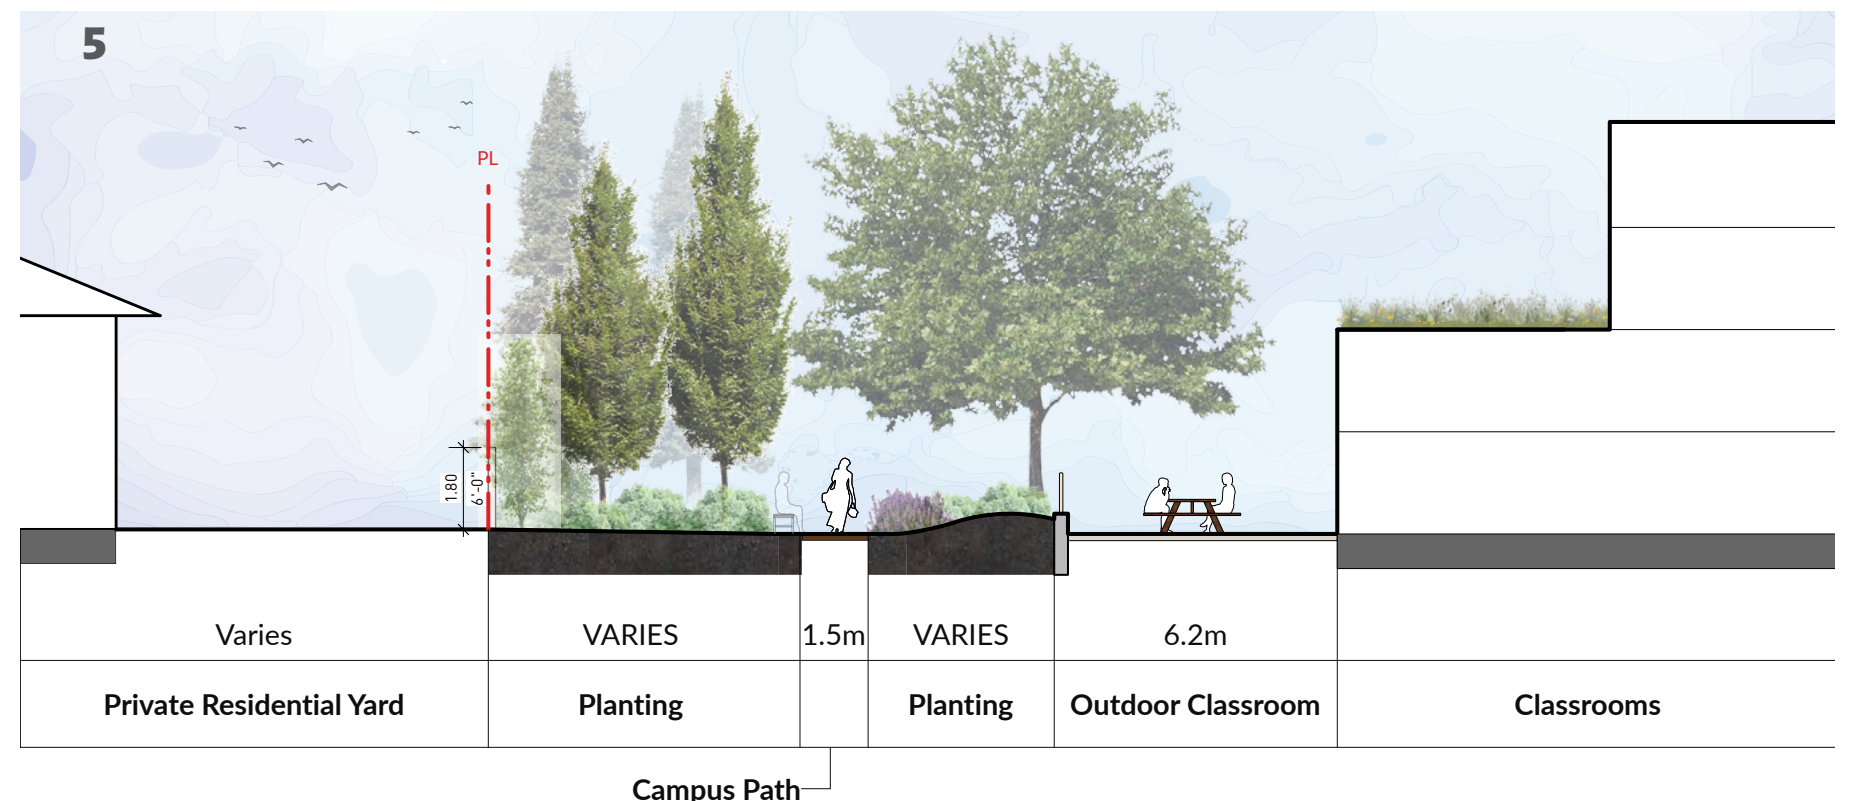 5
PL
1.80
6'-0"
Varies
VARIES
1.5m
VARIES
6.2m
Private Residential Yard
Planting
Planting
Outdoor Classroom
Classrooms
Campus Path